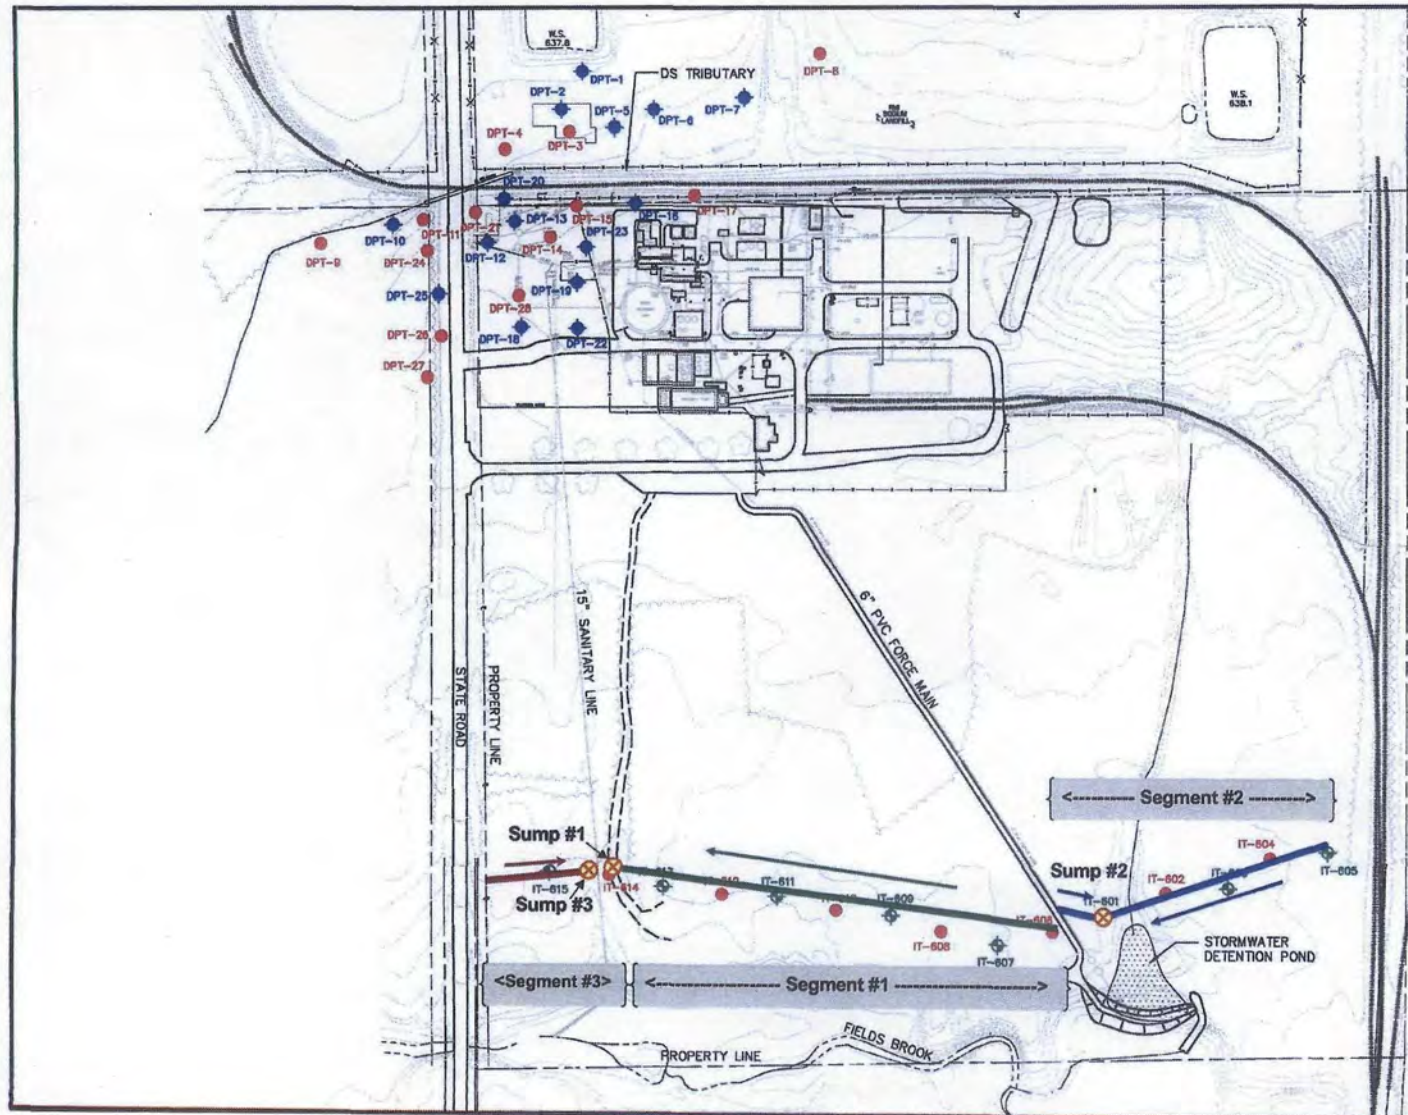 W.S.
637.8
DPT-8
DPT-1
DS TRIBUTARY
DPT-2
DPT-7
W.S.
638.1
DPT-5
DPT-6
SODIUM
LANDFILL
DPT-4
DPT-3
DPT-20
DPT-13
DPT-15
DPT-16
DPT-17
DPT-10
DPT-11
DPT-21
DPT-14
DPT-23
DPT-9
DPT-24
DPT-12
DPT-25
DPT-19
DPT-28
DPT-26
DPT-18
DPT-22
DPT-27
STATE ROAD
PROPERTY LINE
15" SANITARY LINE
6" PVC FORCE MAIN
<---------- Segment #2 ---------->
Sump #1
IT-604
Sump #2
IT-605
IT-602
IT-615
IT-614
IT-611
IT-609
IT-601
Sump #3
IT-608
IT-607
STORMWATER
DETENTION POND
<Segment #3>
<---------- Segment #1 ---------->
FIELDS BROOK
PROPERTY LINE